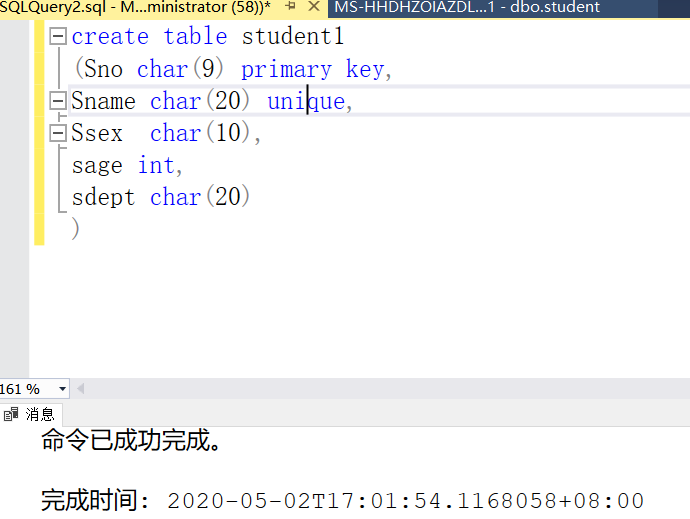 SQLQuery2.sql - M...ministrator (58))* MS-HHDHZOIAZDL...1 - dbo.student
create table student1
(Sno char(9) primary key,
Sname char(20) unique,
Ssex  char(10),
sage int,
sdept char(20)
)
161 %
消息
命令已成功完成。
完成时间: 2020-05-02T17:01:54.1168058+08:00